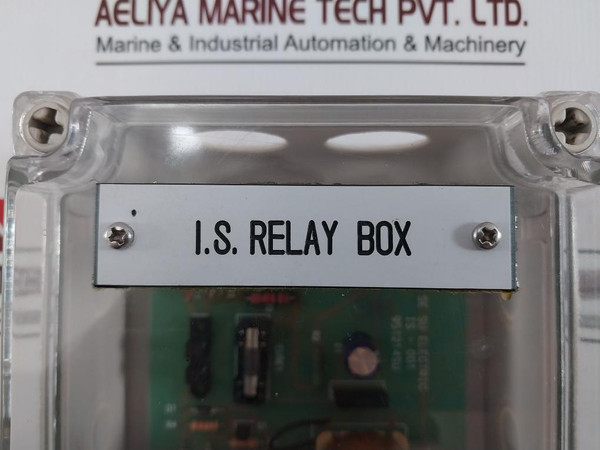 AELIYA MARINE TECH PVT. LTD.
Marine & Industrial Automation & Machinery
I.S. RELAY BOX